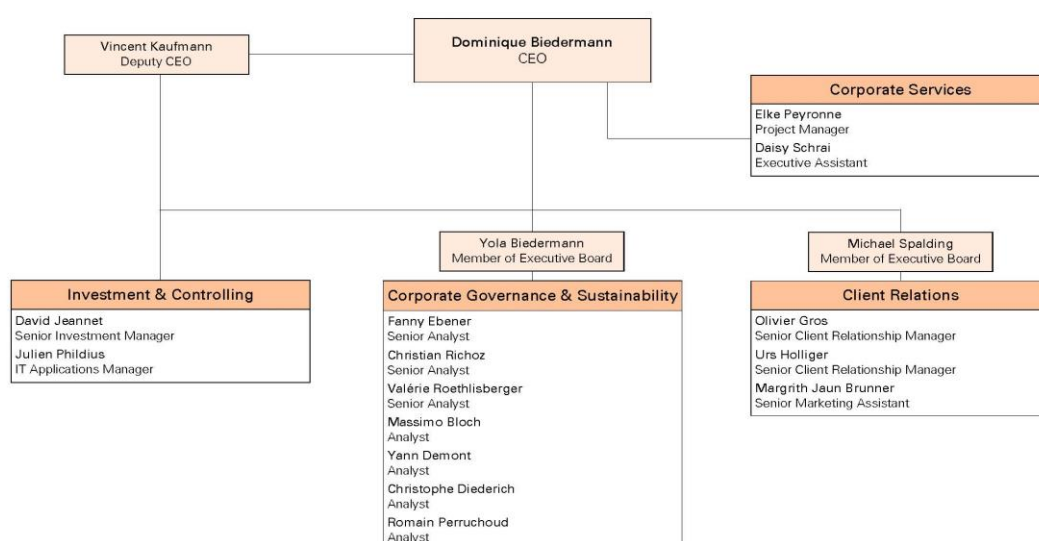 Vincent Kaufmann
Deputy CEO
Dominique Biedermann
CEO
Corporate Services
Elke Peyronne
Project Manager
Daisy Schrai
Executive Assistant
Yola Biedermann
Member of Executive Board
Michael Spalding
Member of Executive Board
Investment & Controlling
David Jeannet
Senior Investment Manager
Julien Phildius
IT Applications Manager
Corporate Governance & Sustainability
Fanny Ebener
Senior Analyst
Christian Richoz
Senior Analyst
Valérie Roethlisberger
Senior Analyst
Massimo Bloch
Analyst
Yann Demont
Analyst
Christophe Diederich
Analyst
Romain Perruchoud
Analyst
Client Relations
Olivier Gros
Senior Client Relationship Manager
Urs Holliger
Senior Client Relationship Manager
Margrith Jaun Brunner
Senior Marketing Assistant